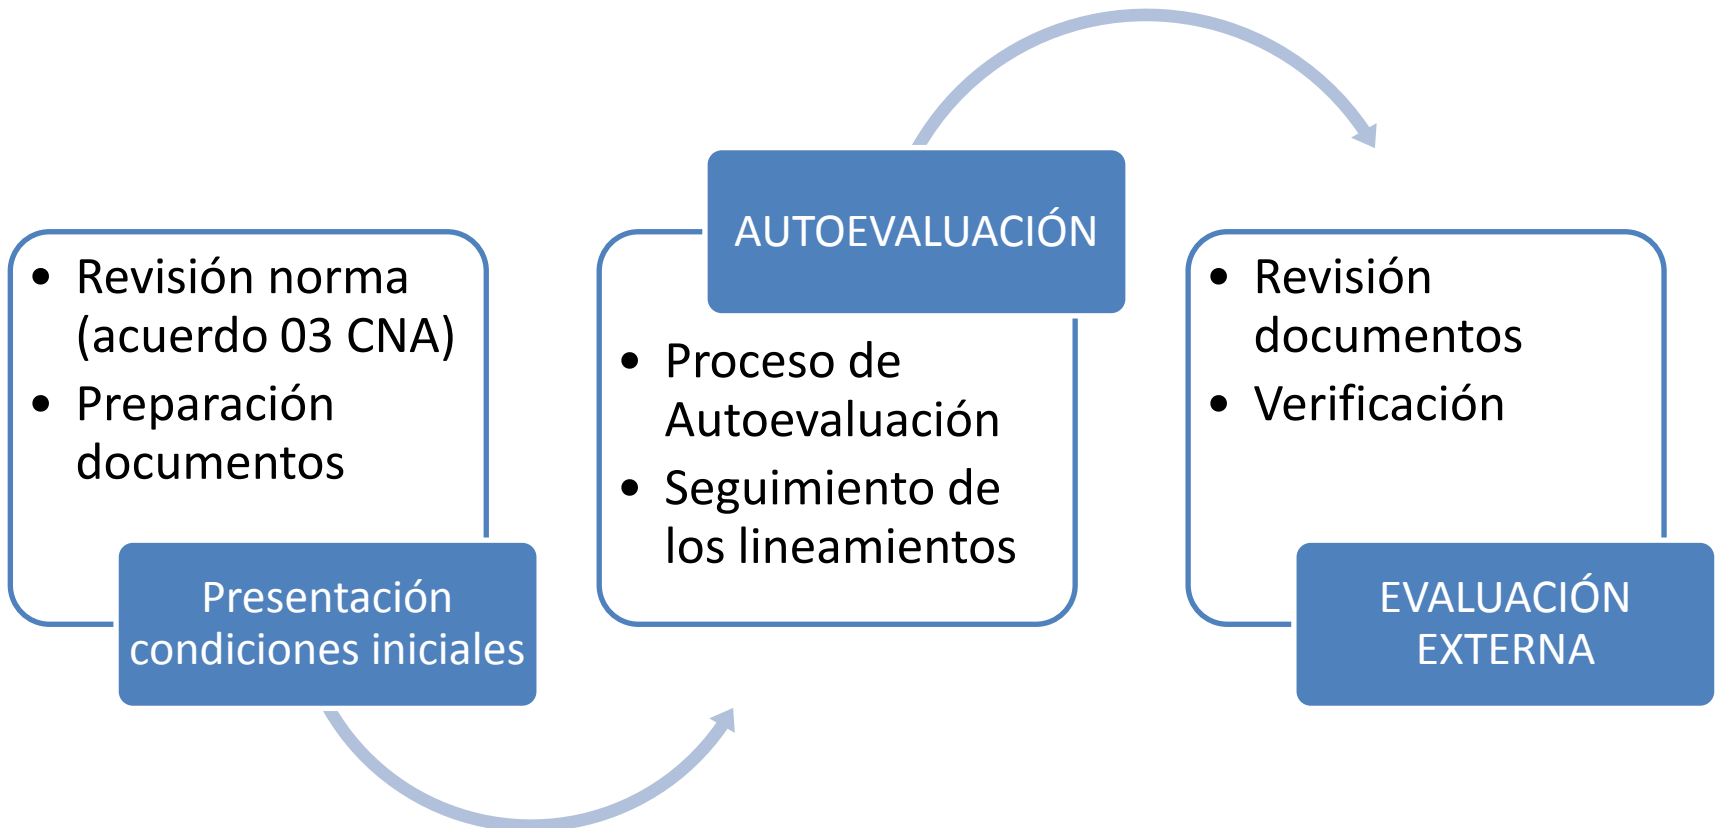 • Revisión norma
(acuerdo 03 CNA)
• Preparación
documentos
Presentación
condiciones iniciales
AUTOEVALUACIÓN
• Proceso de
Autoevaluación
• Seguimiento de
los lineamientos
• Revisión
documentos
• Verificación
EVALUACIÓN
EXTERNA